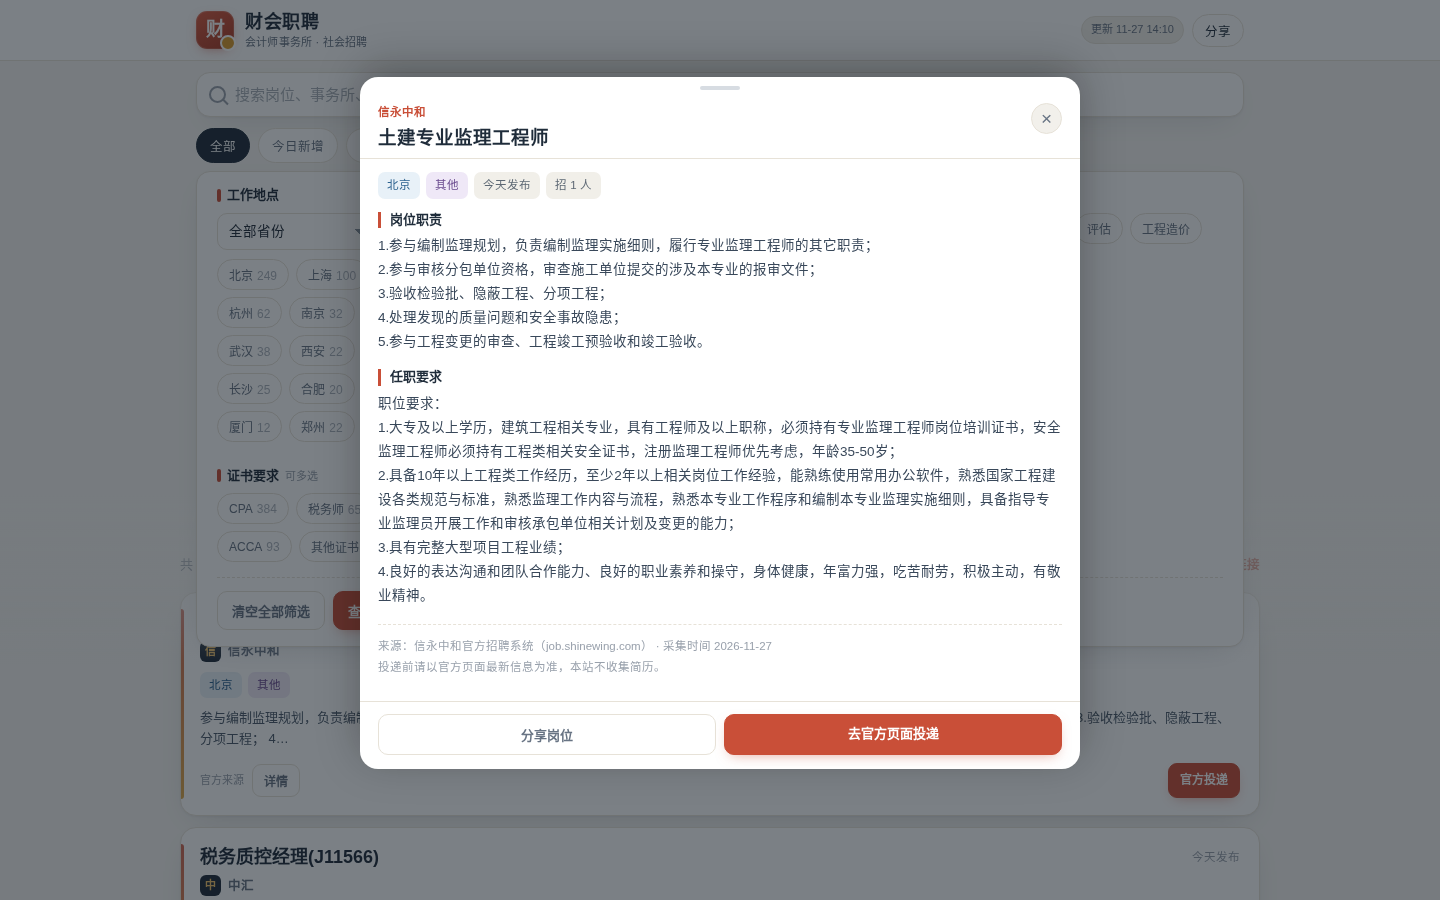 财
财会职聘
会计师事务所 · 社会招聘
更新 11-27 14:10
分享
搜索岗位、事务所、
全部
今日新增
工作地点
全部省份
北京 249
上海 100
杭州 62
南京 32
武汉 38
西安 22
长沙 25
合肥 20
厦门 12
郑州 22
评估
工程造价
证书要求 可多选
CPA 384
税务师 65
ACCA 93
其他证书
共
接
清空全部筛选
查
信永中和
土建专业监理工程师
×
北京
其他
今天发布
招 1 人
岗位职责
1.参与编制监理规划，负责编制监理实施细则，履行专业监理工程师的其它职责；
2.参与审核分包单位资格，审查施工单位提交的涉及本专业的报审文件；
3.验收检验批、隐蔽工程、分项工程；
4.处理发现的质量问题和安全事故隐患；
5.参与工程变更的审查、工程竣工预验收和竣工验收。
任职要求
职位要求：
1.大专及以上学历，建筑工程相关专业，具有工程师及以上职称，必须持有专业监理工程师岗位培训证书，安全
监理工程师必须持有工程类相关安全证书，注册监理工程师优先考虑，年龄35-50岁；
2.具备10年以上工程类工作经历，至少2年以上相关岗位工作经验，能熟练使用常用办公软件，熟悉国家工程建
设各类规范与标准，熟悉监理工作内容与流程，熟悉本专业工作程序和编制本专业监理实施细则，具备指导专
业监理员开展工作和审核承包单位相关计划及变更的能力；
3.具有完整大型项目工程业绩；
4.良好的表达沟通和团队合作能力、良好的职业素养和操守，身体健康，年富力强，吃苦耐劳，积极主动，有敬
业精神。
来源：信永中和官方招聘系统（job.shinewing.com） · 采集时间 2026-11-27
投递前请以官方页面最新信息为准，本站不收集简历。
分享岗位
去官方页面投递
信 信永中和
北京
其他
参与编制监理规划，负责编
3.验收检验批、隐蔽工程、
分项工程； 4…
官方来源
详情
官方投递
税务质控经理(J11566)
今天发布
中 中汇